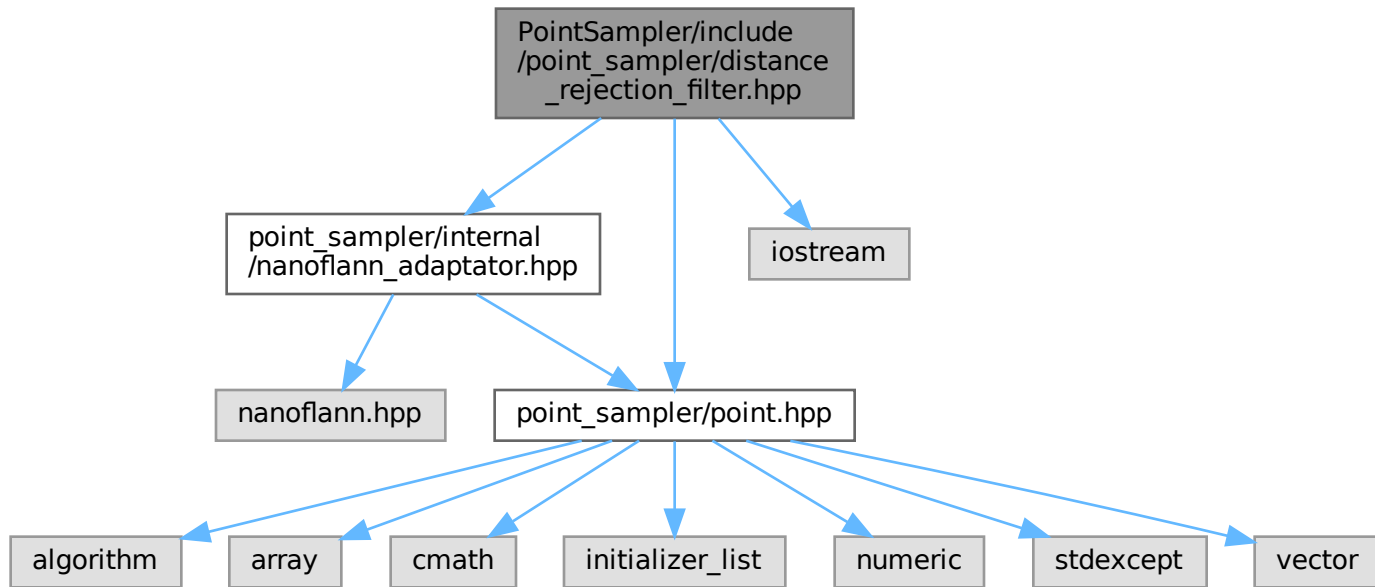 PointSampler/include
/point_sampler/distance
_rejection_filter.hpp
point_sampler/internal
/nanoflann_adaptator.hpp
iostream
nanoflann.hpp
point_sampler/point.hpp
algorithm
array
cmath
initializer_list
numeric
stdexcept
vector